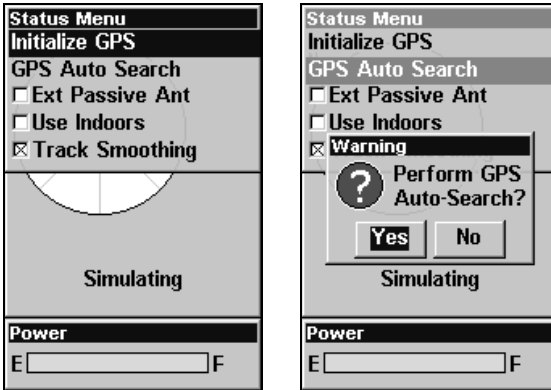 Status Menu
Initialize GPS
GPS Auto Search
Ext Passive Ant
Use Indoors
Track Smoothing
Simulating
Power
E F
Status Menu
Initialize GPS
GPS Auto Search
Ext Passive Ant
Use Indoors
Warning
Perform GPS
Auto-Search?
Yes No
Simulating
Power
E F